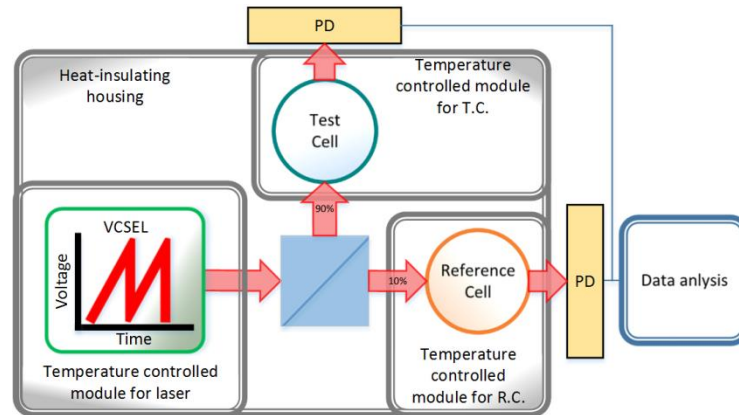 PD
Heat-insulating
housing
Temperature
controlled module
for T.C.
Test
Cell
90%
VCSEL
Voltage
Time
10%
Reference
Cell
PD
Data anlysis
Temperature controlled
module for laser
Temperature
controlled
module for R.C.